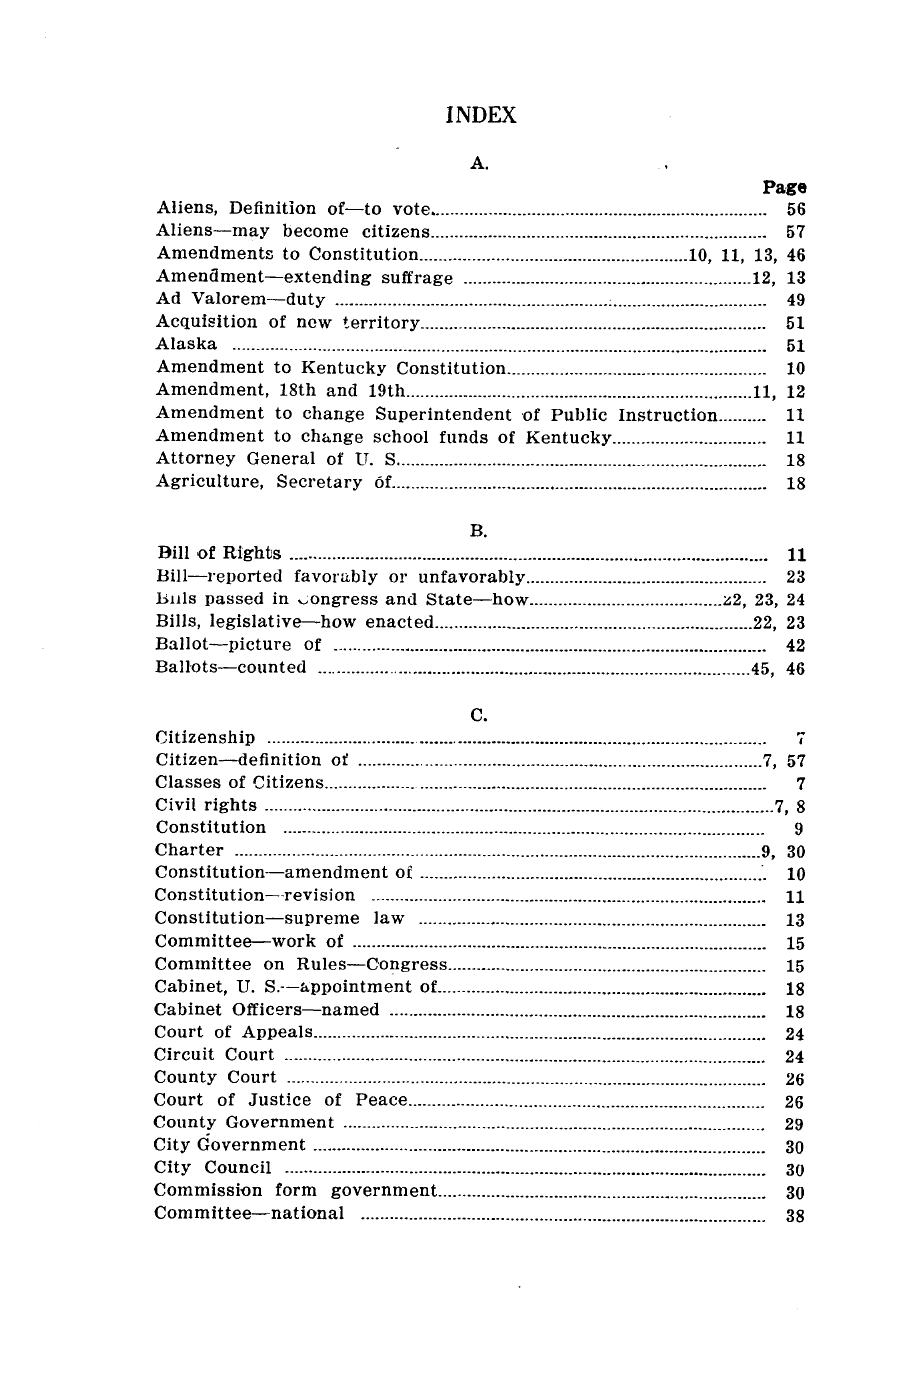 INDEX
A.
Page
Aliens, Definition of—to vote 56
Aliens—may become citizens 57
Amendments to Constitution 10, 11, 13, 46
Amendment—extending suffrage 12, 13
Ad Valorem—duty 49
Acquisition of new territory 51
Alaska 51
Amendment to Kentucky Constitution 10
Amendment, 18th and 19th 11, 12
Amendment to change Superintendent of Public Instruction 11
Amendment to change school funds of Kentucky 11
Attorney General of U. S. 18
Agriculture, Secretary of 18
B.
Bill of Rights 11
Bill—reported favorably or unfavorably 23
Bills passed in Congress and State—how 22, 23, 24
Bills, legislative—how enacted 22, 23
Ballot—picture of 42
Ballots—counted 45, 46
C.
Citizenship 7
Citizen—definition of 7, 57
Classes of Citizens 7
Civil rights 7, 8
Constitution 9
Charter 9, 30
Constitution—amendment of 10
Constitution—revision 11
Constitution—supreme law 13
Committee—work of 15
Committee on Rules—Congress 15
Cabinet, U. S.—appointment of 18
Cabinet Officers—named 18
Court of Appeals 24
Circuit Court 24
County Court 26
Court of Justice of Peace 26
County Government 29
City Government 30
City Council 30
Commission form government 30
Committee—national 38